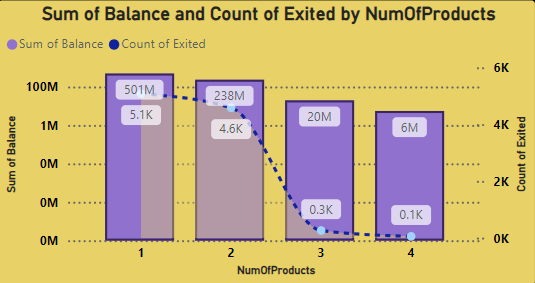 Sum of Balance and Count of Exited by NumOfProducts
Sum of Balance Count of Exited
Sum of Balance
100M
1M
0M
0M
0M
501M
5.1K
238M
4.6K
20M
0.3K
6M
0.1K
6K
4K
2K
0K
Count of Exited
1 2 3 4
NumOfProducts